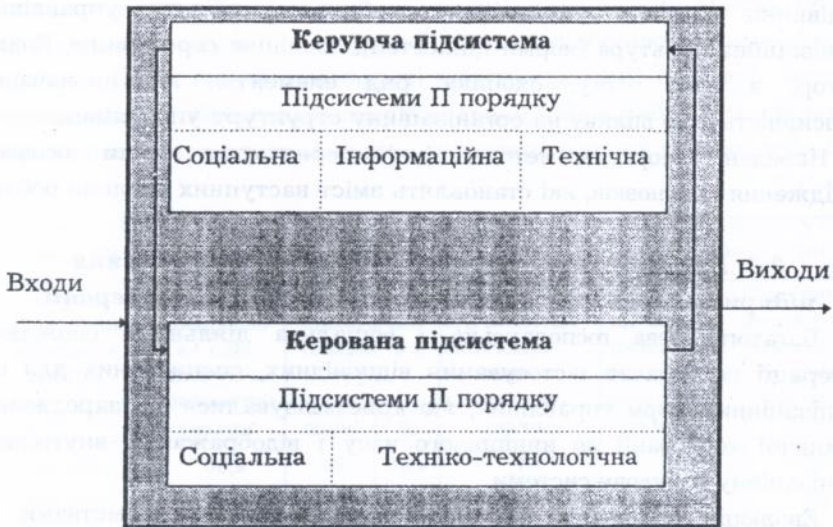 Керуюча підсистема
Підсистеми II порядку
Соціальна Інформаційна Технічна
Входи
Виходи
Керована підсистема
Підсистеми II порядку
Соціальна Техніко-технологічна